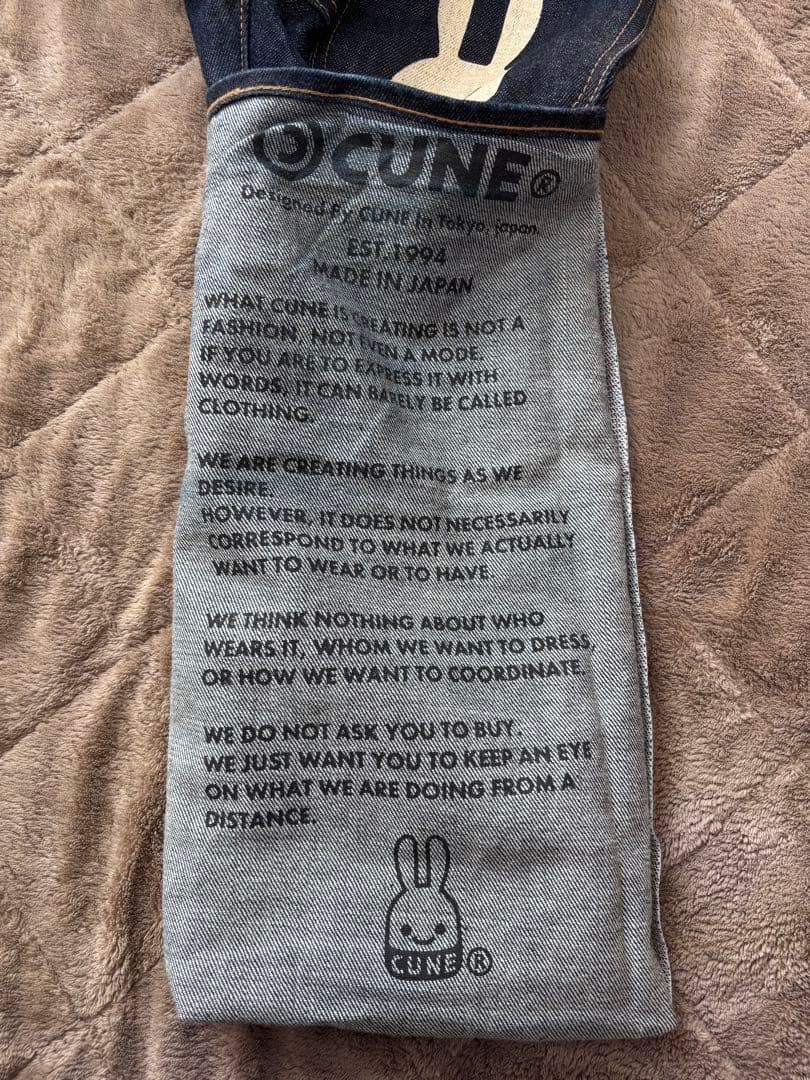 CUNE®
Designed By CUNE In Tokyo, japan.
EST.1994
MADE IN JAPAN
WHAT CUNE IS CREATING IS NOT A
FASHION, NOT EVEN A MODE.
IF YOU ARE TO EXPRESS IT WITH
WORDS, IT CAN BARELY BE CALLED
CLOTHING.
WE ARE CREATING THINGS AS WE
DESIRE.
HOWEVER, IT DOES NOT NECESSARILY
CORRESPOND TO WHAT WE ACTUALLY
WANT TO WEAR OR TO HAVE.
WE THINK NOTHING ABOUT WHO
WEARS IT, WHOM WE WANT TO DRESS,
OR HOW WE WANT TO COORDINATE.
WE DO NOT ASK YOU TO BUY.
WE JUST WANT YOU TO KEEP AN EYE
ON WHAT WE ARE DOING FROM A
DISTANCE.
CUNE®